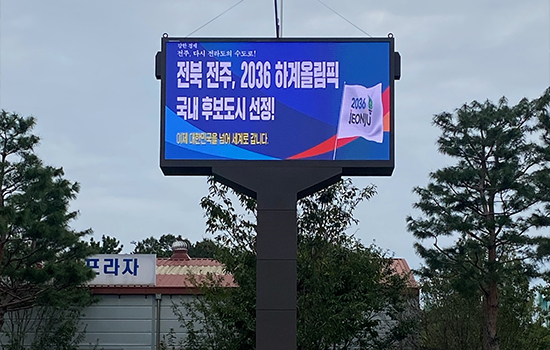 강한 경제
전주, 다시 전라도의 수도로!
전북 전주, 2036 하계올림픽
국내 후보도시 선정!
이제 대한민국을 넘어 세계로 갑니다.
2036
JEONJU
프라자